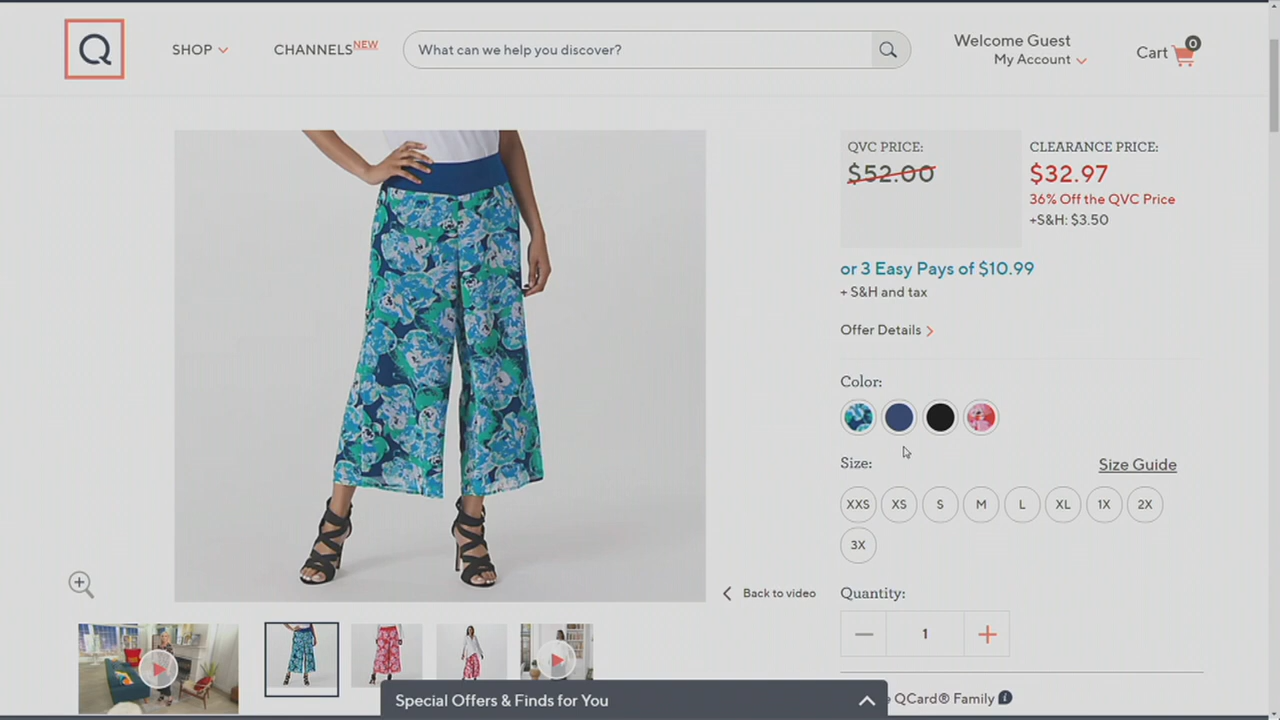 Q
SHOP
CHANNELS NEW
What can we help you discover?
Welcome Guest
My Account
Cart 0
QVC PRICE:
$52.00
CLEARANCE PRICE:
$32.97
36% Off the QVC Price
+S&H: $3.50
or 3 Easy Pays of $10.99
+ S&H and tax
Offer Details
Color:
Size:
Size Guide
XXS XS S M L XL 1X 2X
3X
Back to video
Quantity:
1
QCard® Family
Special Offers & Finds for You